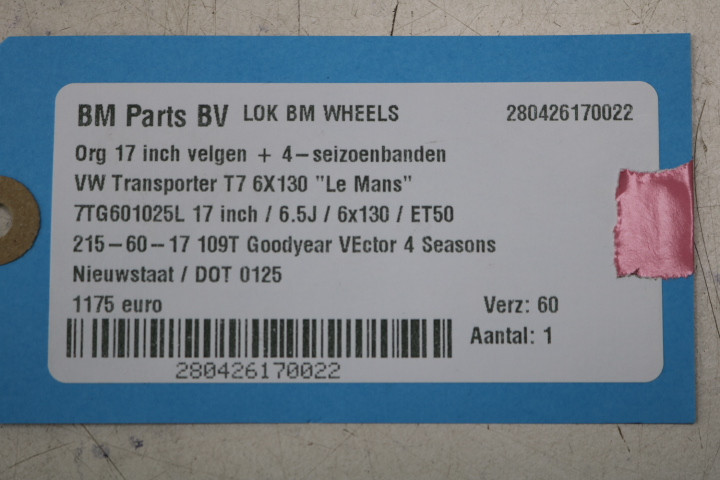 BM Parts BV LOK BM WHEELS 280426170022
Org 17 inch velgen + 4-seizoenbanden
VW Transporter T7 6X130 "Le Mans"
7TG601025L 17 inch / 6.5J / 6x130 / ET50
215-60-17 109T Goodyear VEctor 4 Seasons
Nieuwstaat / DOT 0125
1175 euro Verz: 60
Aantal: 1
280426170022